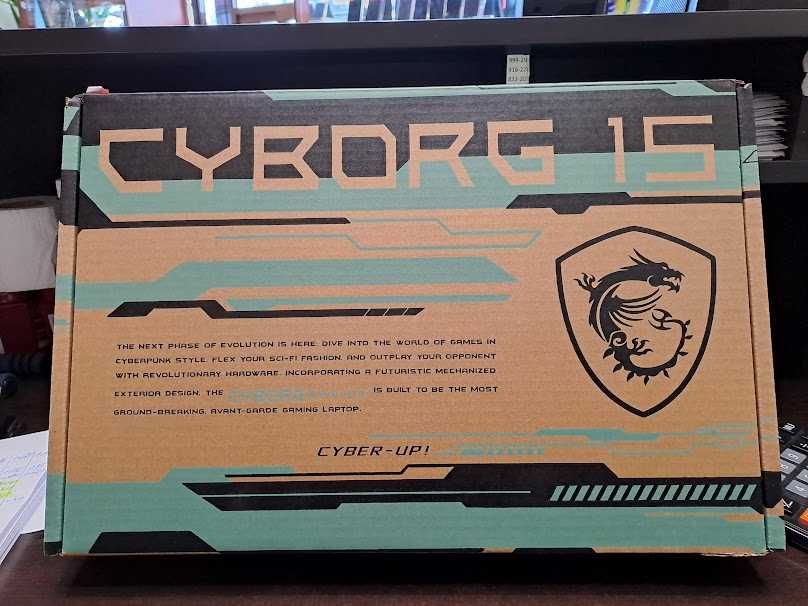 CYBORG 15
THE NEXT PHASE OF EVOLUTION IS HERE: DIVE INTO THE WORLD OF GAMES IN
CYBERPUNK STYLE. FLEX YOUR SCI-FI FASHION, AND OUTPLAY YOUR OPPONENT
WITH REVOLUTIONARY HARDWARE. INCORPORATING A FUTURISTIC MECHANIZED
EXTERIOR DESIGN, THE CYBORG IS BUILT TO BE THE MOST
GROUND-BREAKING, AVANT-GARDE GAMING LAPTOP.
CYBER-UP!